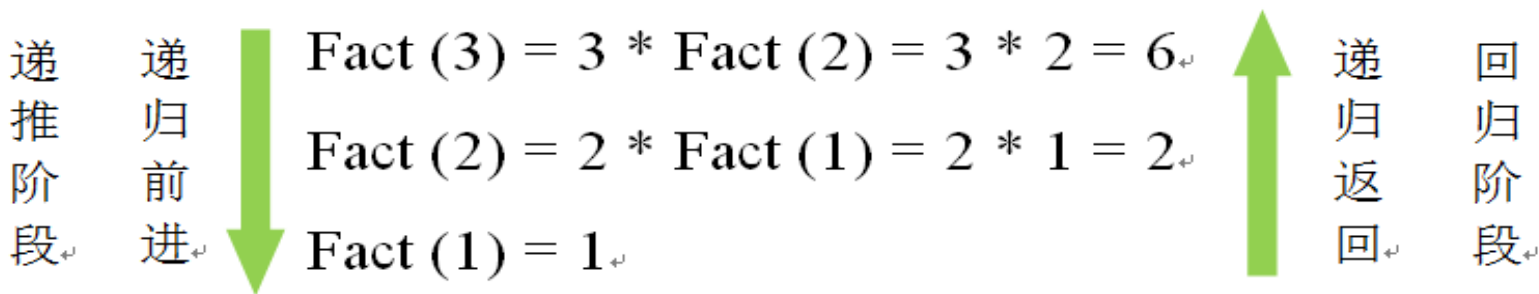 递推阶段
递归前进
Fact (3) = 3 * Fact (2) = 3 * 2 = 6
Fact (2) = 2 * Fact (1) = 2 * 1 = 2
Fact (1) = 1
递归返回
回归阶段